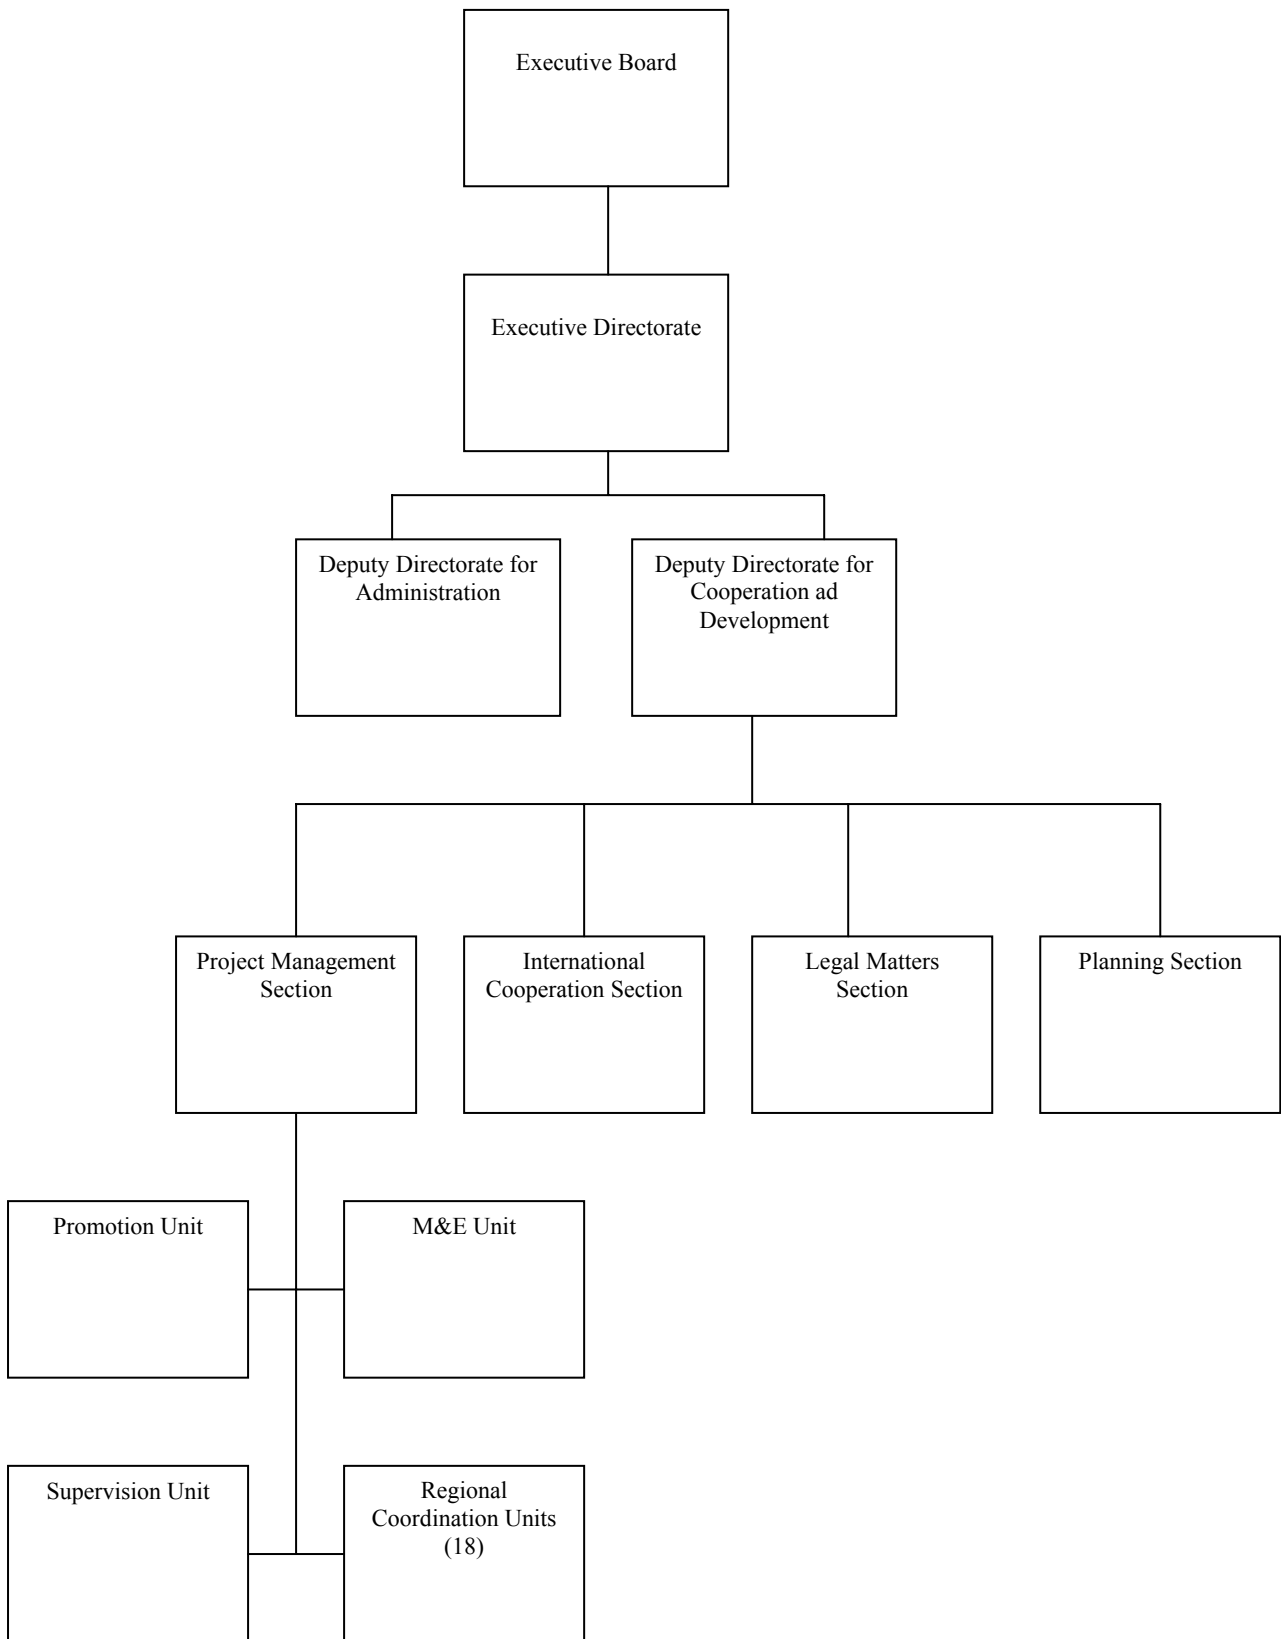 Executive Board
Executive Directorate
Deputy Directorate for
Administration
Deputy Directorate for
Cooperation ad
Development
Project Management
Section
International
Cooperation Section
Legal Matters
Section
Planning Section
Promotion Unit
M&E Unit
Supervision Unit
Regional
Coordination Units
(18)